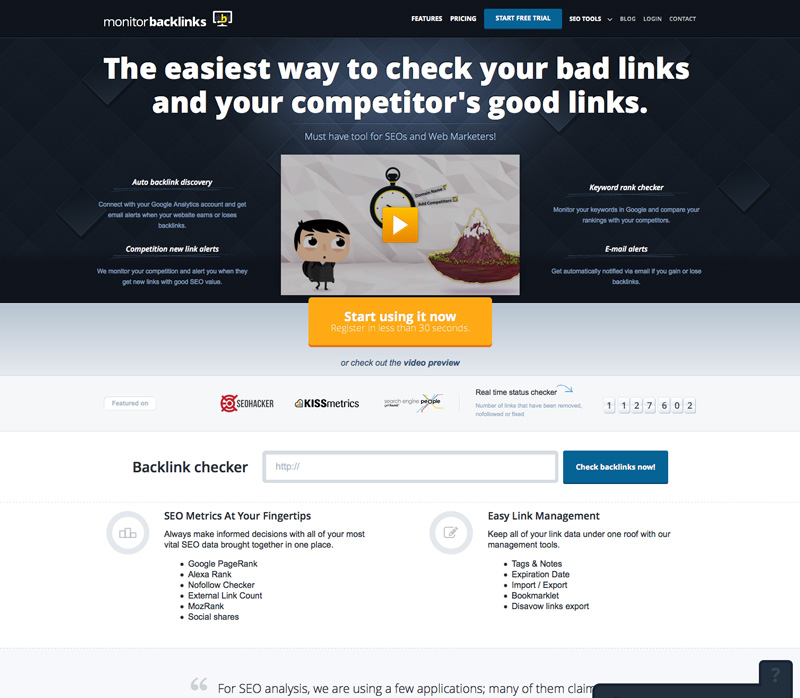 monitorbacklinks b
FEATURES PRICING START FREE TRIAL SEO TOOLS BLOG LOGIN CONTACT
The easiest way to check your bad links
and your competitor's good links.
Must have tool for SEOs and Web Marketers!
Auto backlink discovery
Connect with your Google Analytics account and get
email alerts when your website earns or loses
backlinks.
Competition new link alerts
We monitor your competition and alert you when they
get new links with good SEO value.
Domain Name
Add Competitors
Keyword rank checker
Monitor your keywords in Google and compare your
rankings with your competitors.
E-mail alerts
Get automatically notified via email if you gain or lose
backlinks.
Start using it now
Register in less than 30 seconds.
or check out the video preview
Featured on
SEOHACKER
KISSmetrics
search engine people
Real time status checker
Number of links that have been removed,
nofollowed or fixed
1 1 2 7 6 0 2
Backlink checker
http://
Check backlinks now!
SEO Metrics At Your Fingertips
Always make informed decisions with all of your most
vital SEO data brought together in one place.
Google PageRank
Alexa Rank
Nofollow Checker
External Link Count
MozRank
Social shares
Easy Link Management
Keep all of your link data under one roof with our
management tools.
Tags & Notes
Expiration Date
Import / Export
Bookmarklet
Disavow links export
“ For SEO analysis, we are using a few applications; many of them claim
?